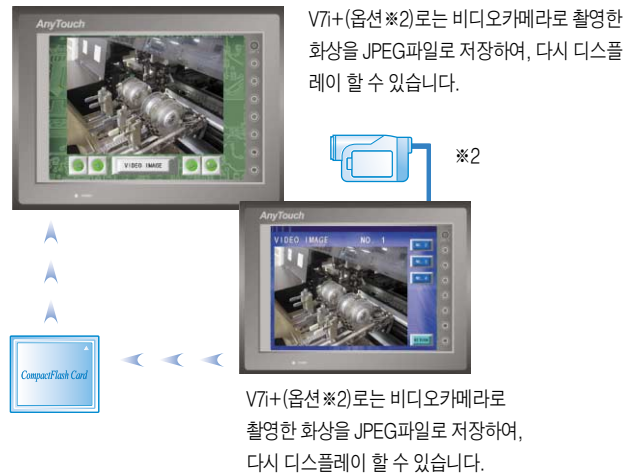 AnyTouch
V7i+(옵션※2)로는 비디오카메라로 촬영한
화상을 JPEG파일로 저장하여, 다시 디스플
레이 할 수 있습니다.
VIDEO IMAGE
※2
AnyTouch
VIDEO IMAGE NO. 1
CompactFlash Card
V7i+(옵션※2)로는 비디오카메라로
촬영한 화상을 JPEG파일로 저장하여,
다시 디스플레이 할 수 있습니다.